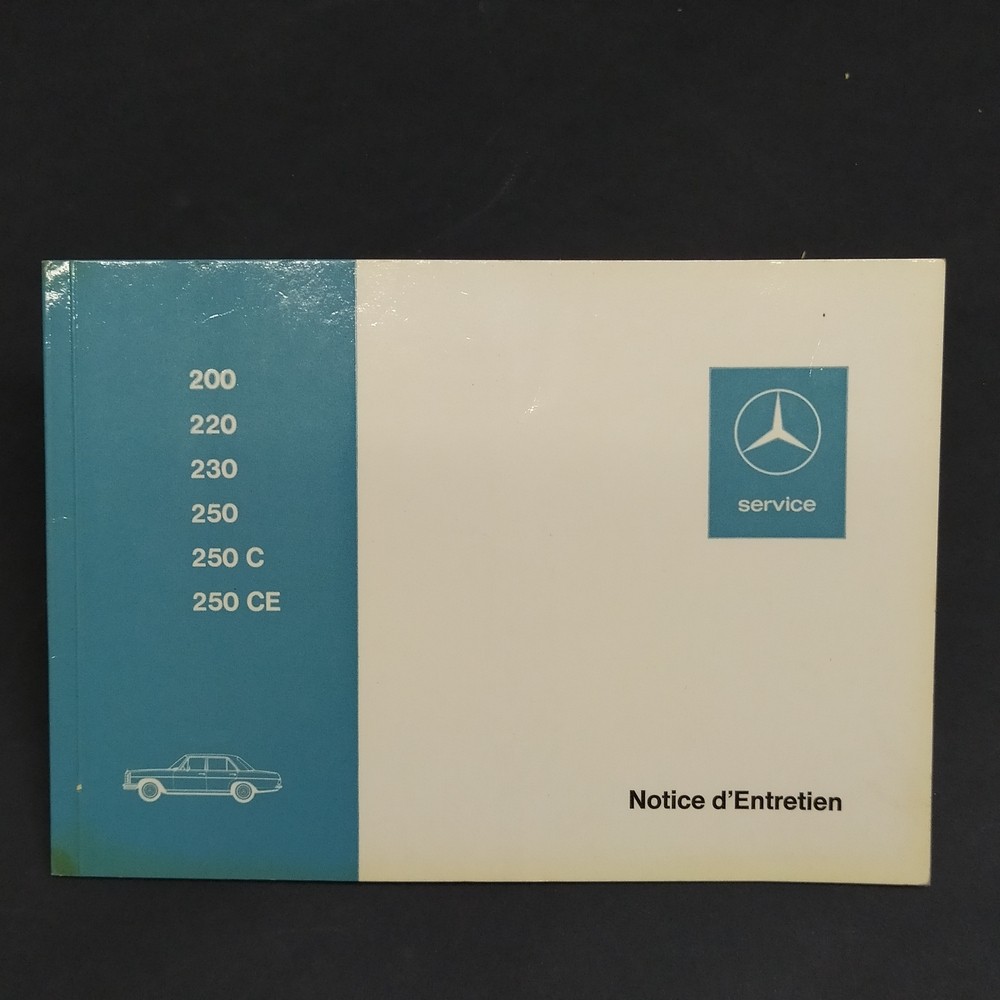 200
220
230
250
250 C
250 CE
service
Notice d'Entretien